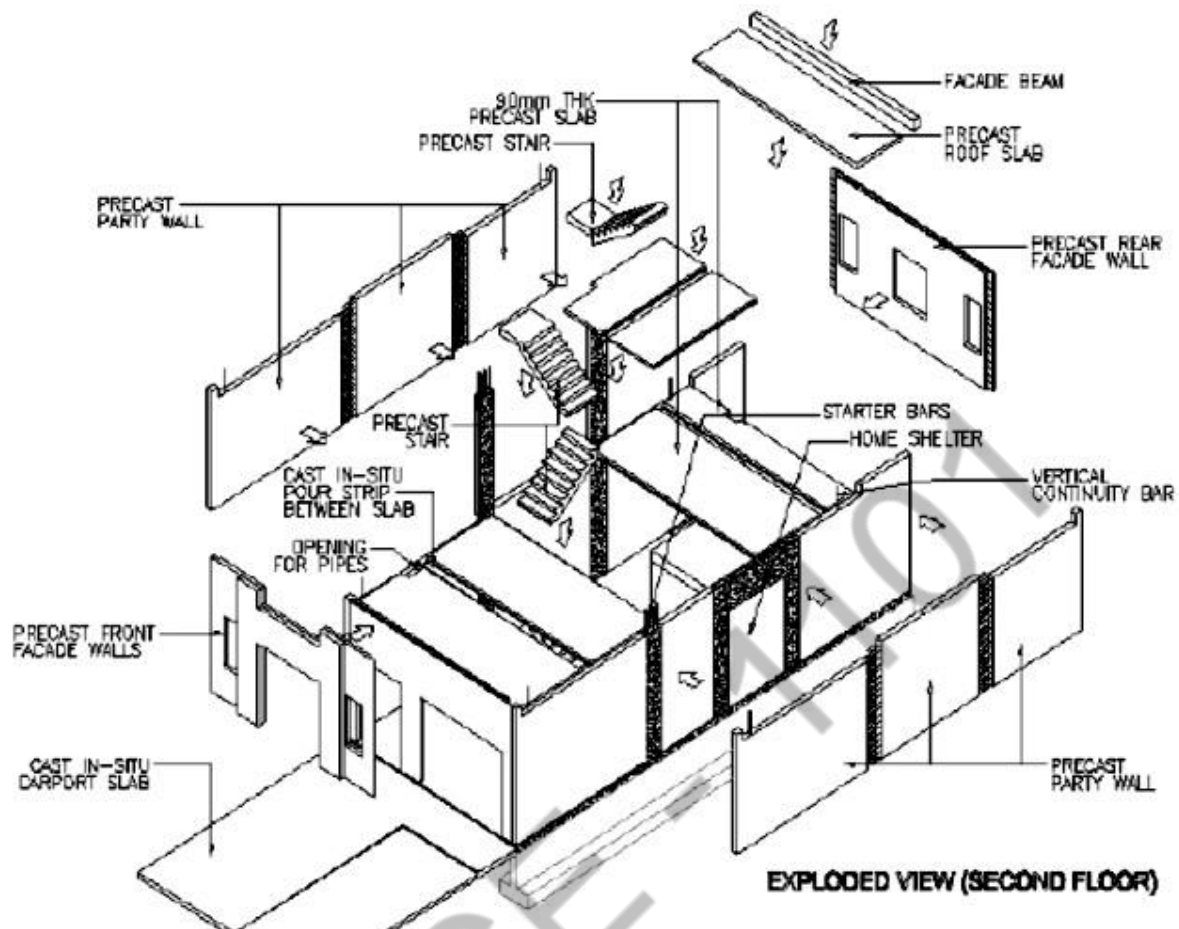 FACADE BEAM
90mm THK
PRECAST SLAB
PRECAST STAIR
PRECAST
ROOF SLAB
PRECAST
PARTY WALL
PRECAST REAR
FACADE WALL
STARTER BARS
HOME SHELTER
PRECAST
STAIR
CAST IN-SITU
POUR STRIP
BETWEEN SLAB
VERTICAL
CONTINUITY BAR
OPENING
FOR PIPES
PRECAST FRONT
FACADE WALLS
CAST IN-SITU
CARPORT SLAB
PRECAST
PARTY WALL
EXPLODED VIEW (SECOND FLOOR)
E - 1101